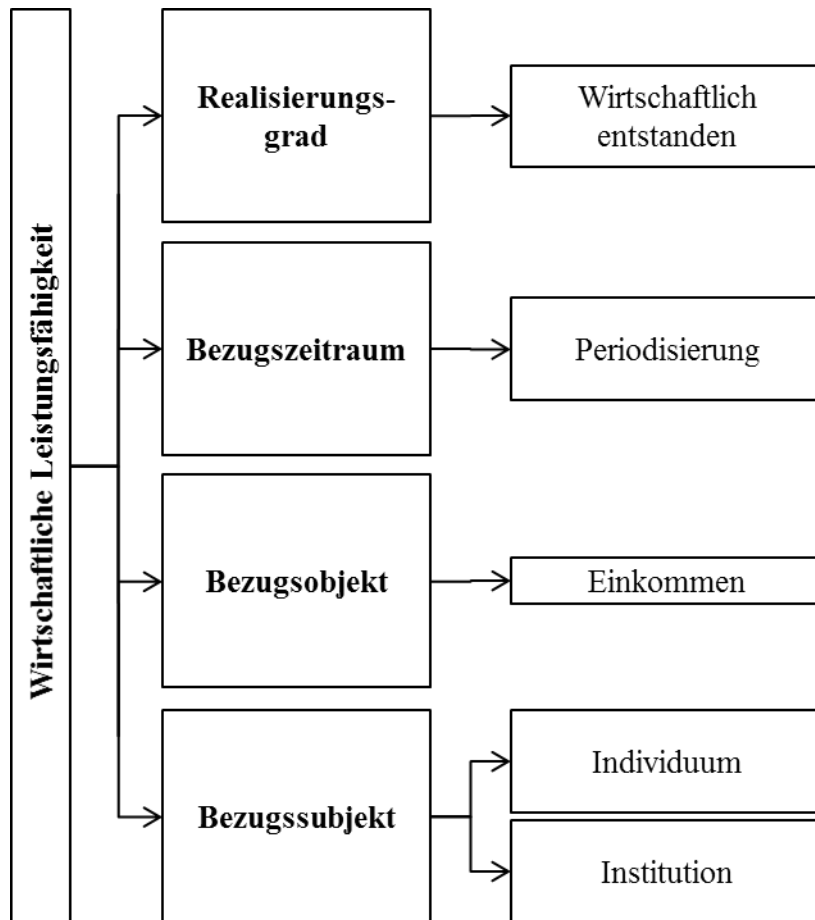 Wirtschaftliche Leistungsfähigkeit
Realisierungs-
grad
Wirtschaftlich
entstanden
Bezugszeitraum
Periodisierung
Bezugsobjekt
Einkommen
Bezugssubjekt
Individuum
Institution